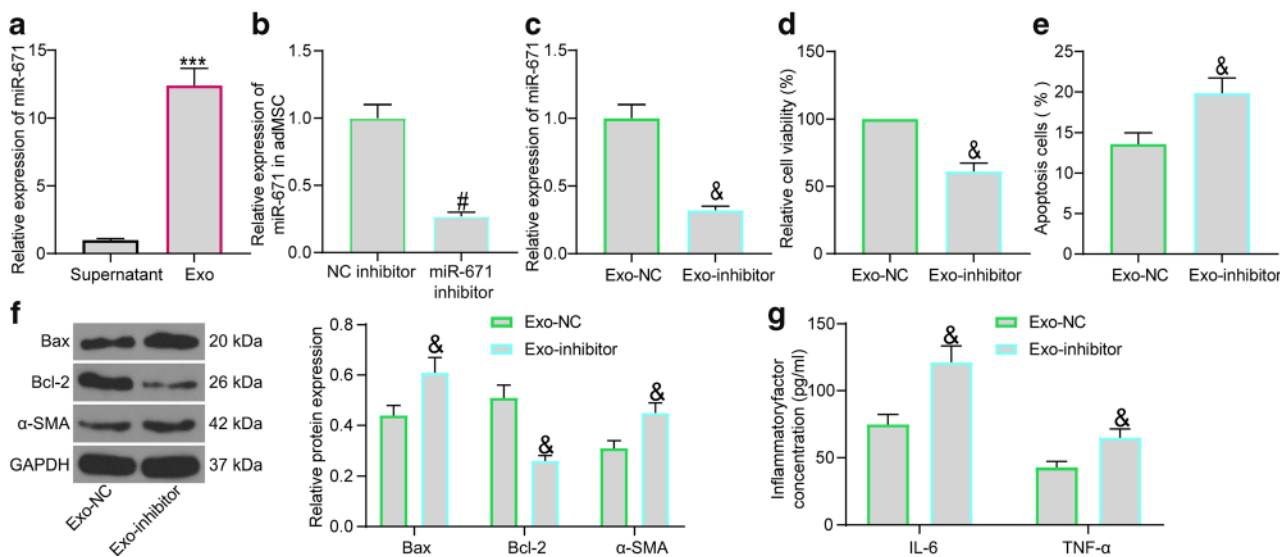 a
Relative expression of miR-671
15
10
5
0
***
Supernatant
Exo
b
Relative expression of
miR-671 in adMSC
1.5
1.0
0.5
0.0
#
NC inhibitor
miR-671
inhibitor
c
Relative expression of miR-671
1.5
1.0
0.5
0.0
&
Exo-NC
Exo-inhibitor
d
Relative cell viability (%)
150
100
50
0
&
Exo-NC
Exo-inhibitor
e
Apoptosis cells ( % )
25
20
15
10
5
0
&
Exo-NC
Exo-inhibitor
f
Bax
20 kDa
Bcl-2
26 kDa
α-SMA
42 kDa
GAPDH
37 kDa
Exo-NC
Exo-inhibitor
Relative protein expression
0.8
0.6
0.4
0.2
0.0
Exo-NC
Exo-inhibitor
&
&
&
Bax
Bcl-2
α-SMA
g
Inflammatoryfactor
concentration (pg/ml)
150
100
50
0
Exo-NC
Exo-inhibitor
&
&
IL-6
TNF-α